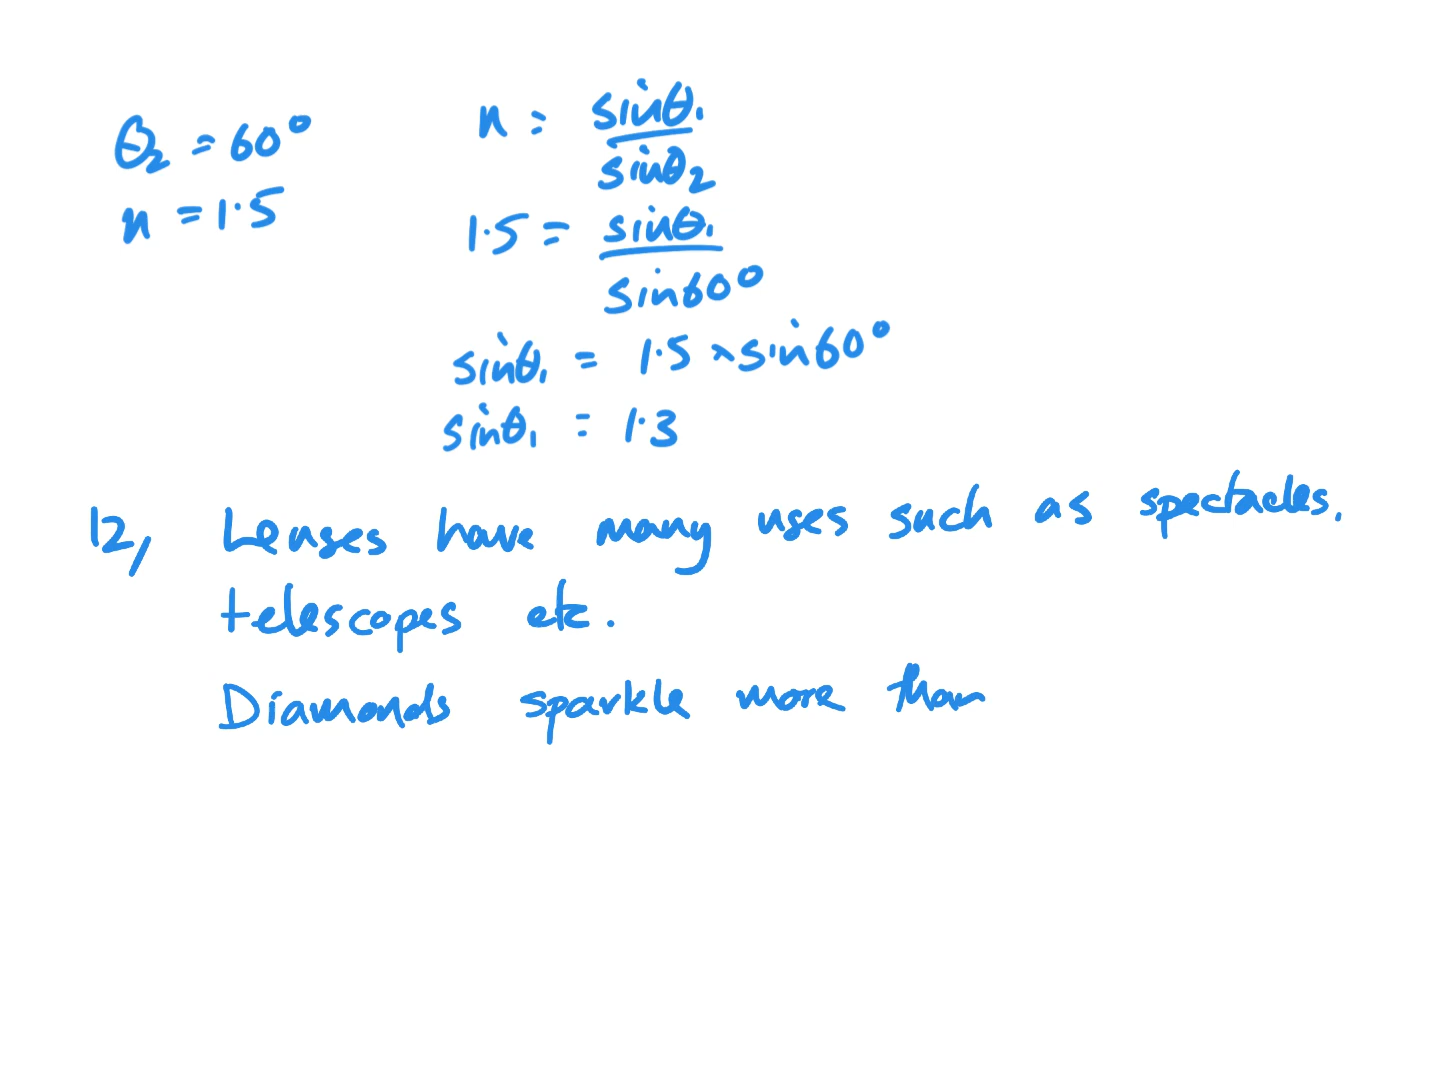 θ₂ = 60° n = sinθ₁ / sinθ₂
n = 1.5 1.5 = sinθ₁ / sin60°
sinθ₁ = 1.5 × sin60°
sinθ₁ = 1.3
12, Lenses have many uses such as spectacles,
telescopes etc.
Diamonds sparkle more than